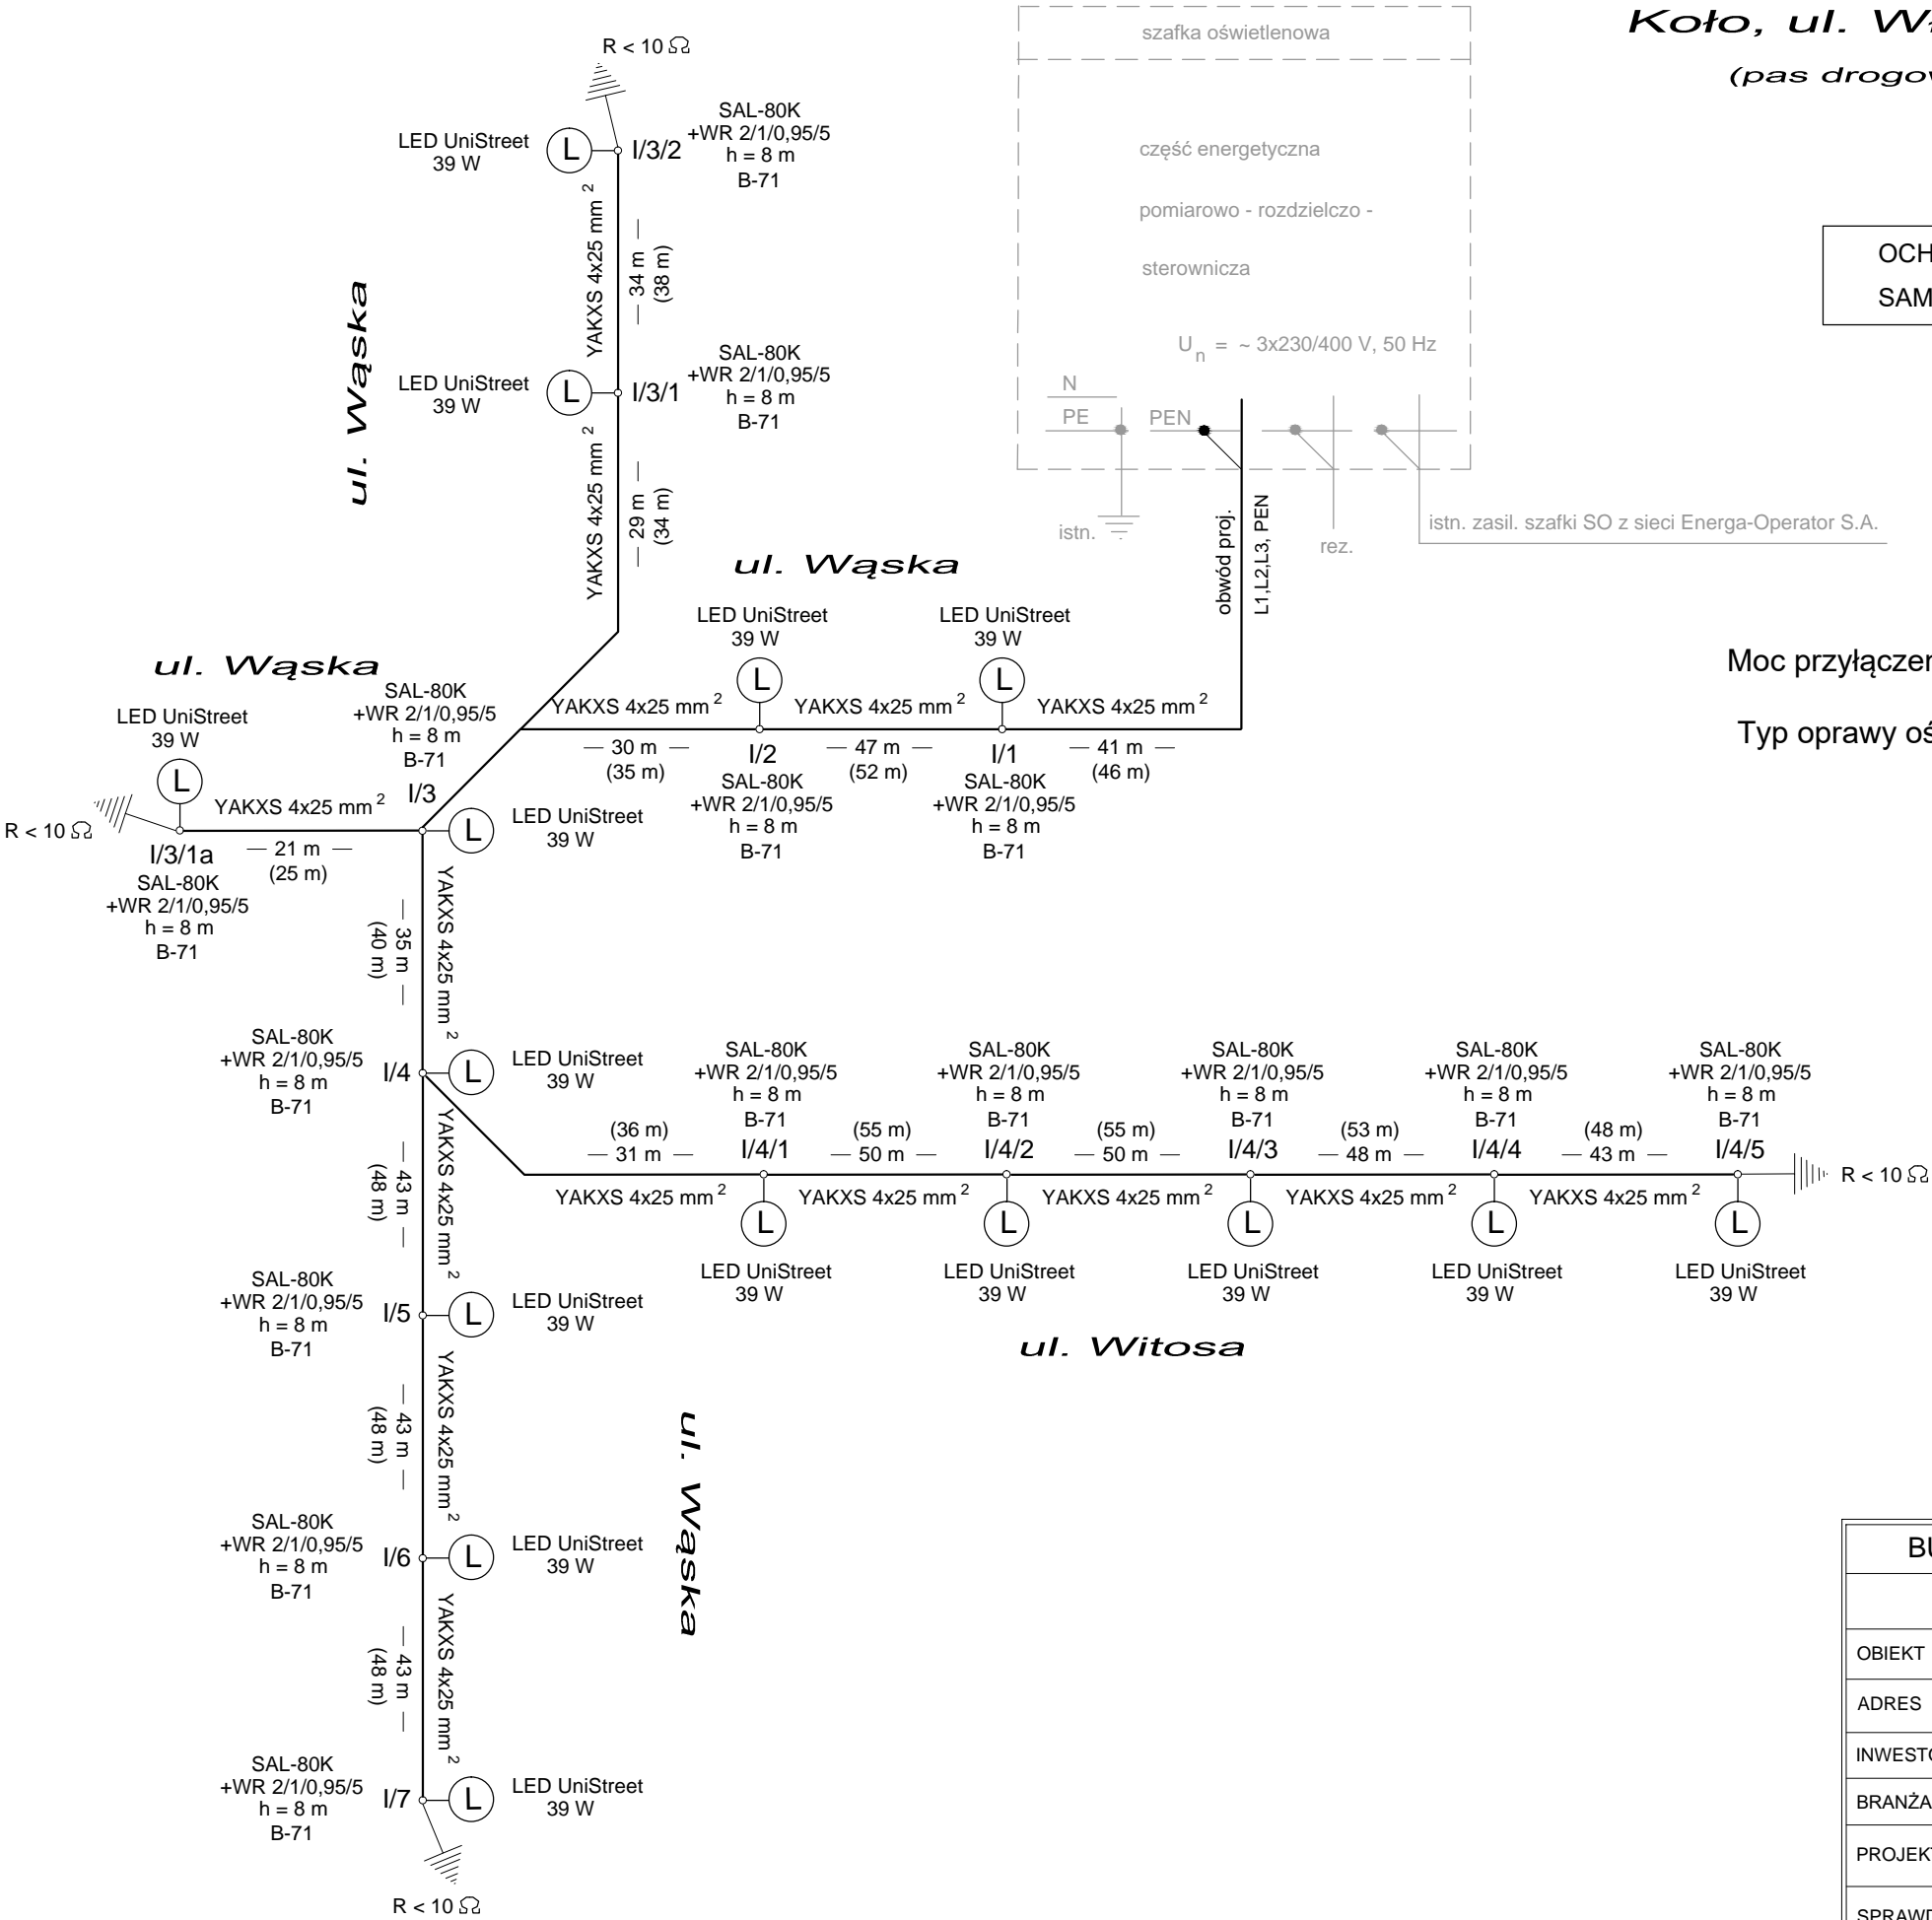 Koło, ul.
(pas
szafka oświetlenowa
część energetyczna
pomiarowo - rozdzielczo -
sterownicza
U n = ~ 3x230/400 V, 50 Hz
N
PE
PEN
istn.
obwód proj.
L1,L2,L3, PEN
rez.
istn. zasil. szafki SO z sieci Energa-Operator S.A.
Moc
Typ oprawy
R < 10 Ω
LED UniStreet
39 W
L
I/3/2
SAL-80K
+WR 2/1/0,95/5
h = 8 m
B-71
YAKXS 4x25 mm 2
— 34 m —
(38 m)
ul. Wąska
LED UniStreet
39 W
L
I/3/1
SAL-80K
+WR 2/1/0,95/5
h = 8 m
B-71
YAKXS 4x25 mm 2
— 29 m —
(34 m)
ul. Wąska
LED UniStreet
39 W
L
LED UniStreet
39 W
L
YAKXS 4x25 mm 2
YAKXS 4x25 mm 2
YAKXS 4x25 mm 2
— 30 m —
(35 m)
I/2
SAL-80K
+WR 2/1/0,95/5
h = 8 m
B-71
— 47 m —
(52 m)
I/1
SAL-80K
+WR 2/1/0,95/5
h = 8 m
B-71
— 41 m —
(46 m)
ul. Wąska
LED UniStreet
39 W
L
R < 10 Ω
YAKXS 4x25 mm 2
I/3/1a
SAL-80K
+WR 2/1/0,95/5
h = 8 m
B-71
— 21 m —
(25 m)
SAL-80K
+WR 2/1/0,95/5
h = 8 m
B-71
I/3
L
LED UniStreet
39 W
YAKXS 4x25 mm 2
— 35 m —
(40 m)
SAL-80K
+WR 2/1/0,95/5
h = 8 m
B-71
I/4
L
LED UniStreet
39 W
SAL-80K
+WR 2/1/0,95/5
h = 8 m
B-71
I/4/1
SAL-80K
+WR 2/1/0,95/5
h = 8 m
B-71
I/4/2
SAL-80K
+WR 2/1/0,95/5
h = 8 m
B-71
I/4/3
SAL-80K
+WR 2/1/0,95/5
h = 8 m
B-71
I/4/4
SAL-80K
+WR 2/1/0,95/5
h = 8 m
B-71
I/4/5
(36 m)
— 31 m —
(55 m)
— 50 m —
(55 m)
— 50 m —
(53 m)
— 48 m —
(48 m)
— 43 m —
R < 10 Ω
YAKXS 4x25 mm 2
YAKXS 4x25 mm 2
YAKXS 4x25 mm 2
YAKXS 4x25 mm 2
YAKXS 4x25 mm 2
L
LED UniStreet
39 W
L
LED UniStreet
39 W
L
LED UniStreet
39 W
L
LED UniStreet
39 W
L
LED UniStreet
39 W
ul. Witosa
YAKXS 4x25 mm 2
— 43 m —
(48 m)
SAL-80K
+WR 2/1/0,95/5
h = 8 m
B-71
I/5
L
LED UniStreet
39 W
YAKXS 4x25 mm 2
— 43 m —
(48 m)
ul. Wąska
SAL-80K
+WR 2/1/0,95/5
h = 8 m
B-71
I/6
L
LED UniStreet
39 W
YAKXS 4x25 mm 2
— 43 m —
(48 m)
SAL-80K
+WR 2/1/0,95/5
h = 8 m
B-71
I/7
L
LED UniStreet
39 W
R < 10 Ω
OBIEKT
ADRES
BRANŻA